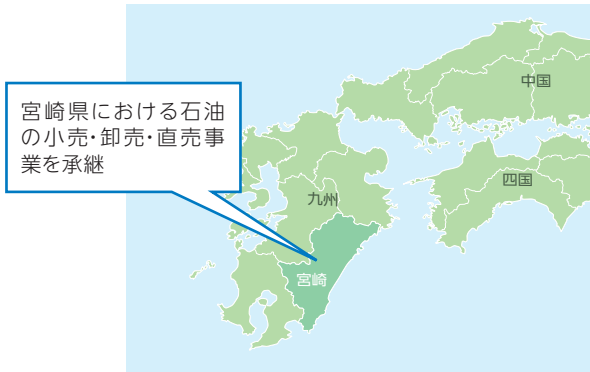 宮崎県における石油
の小売・卸売・直売事
業を承継
中国
四国
九州
宮崎